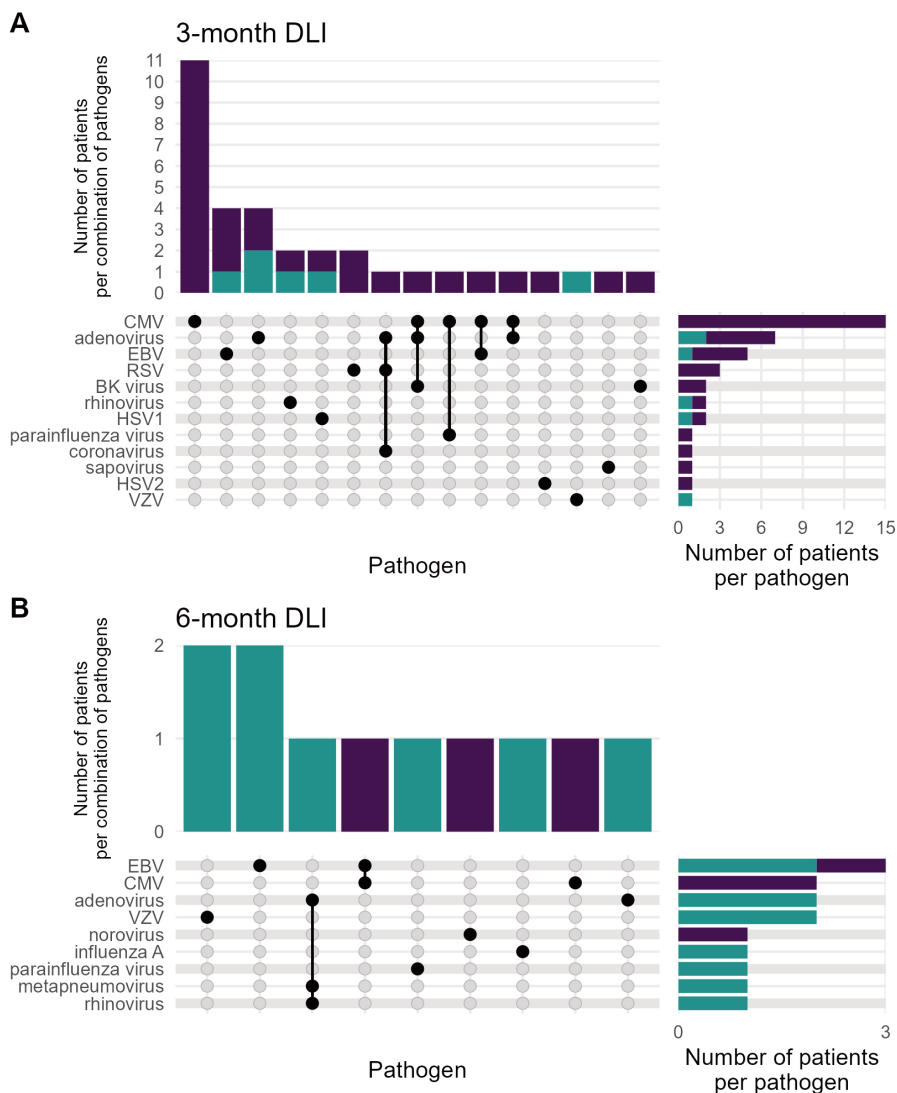 A
3-month DLI
Number of patients
per combination of pathogens
11
10
9
8
7
6
5
4
3
2
1
0
CMV
adenovirus
EBV
RSV
BK virus
rhinovirus
HSV1
parainfluenza virus
coronavirus
sapovirus
HSV2
VZV
0 3 6 9 12 15
Pathogen
Number of patients
per pathogen
B
6-month DLI
Number of patients
per combination of pathogens
2
1
0
EBV
CMV
adenovirus
VZV
norovirus
influenza A
parainfluenza virus
metapneumovirus
rhinovirus
0 3
Pathogen
Number of patients
per pathogen